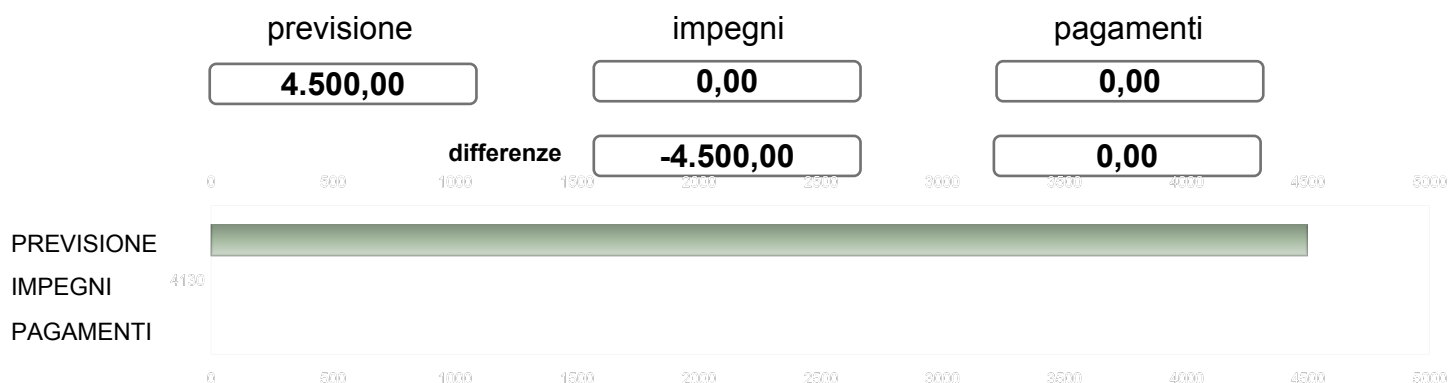 previsione impegni pagamenti
4.500,00 0,00 0,00
differenze -4.500,00 0,00
0 500 1000 1500 2000 2500 3000 3500 4000 4500 5000
PREVISIONE
4130
IMPEGNI
PAGAMENTI
0 500 1000 1500 2000 2500 3000 3500 4000 4500 5000